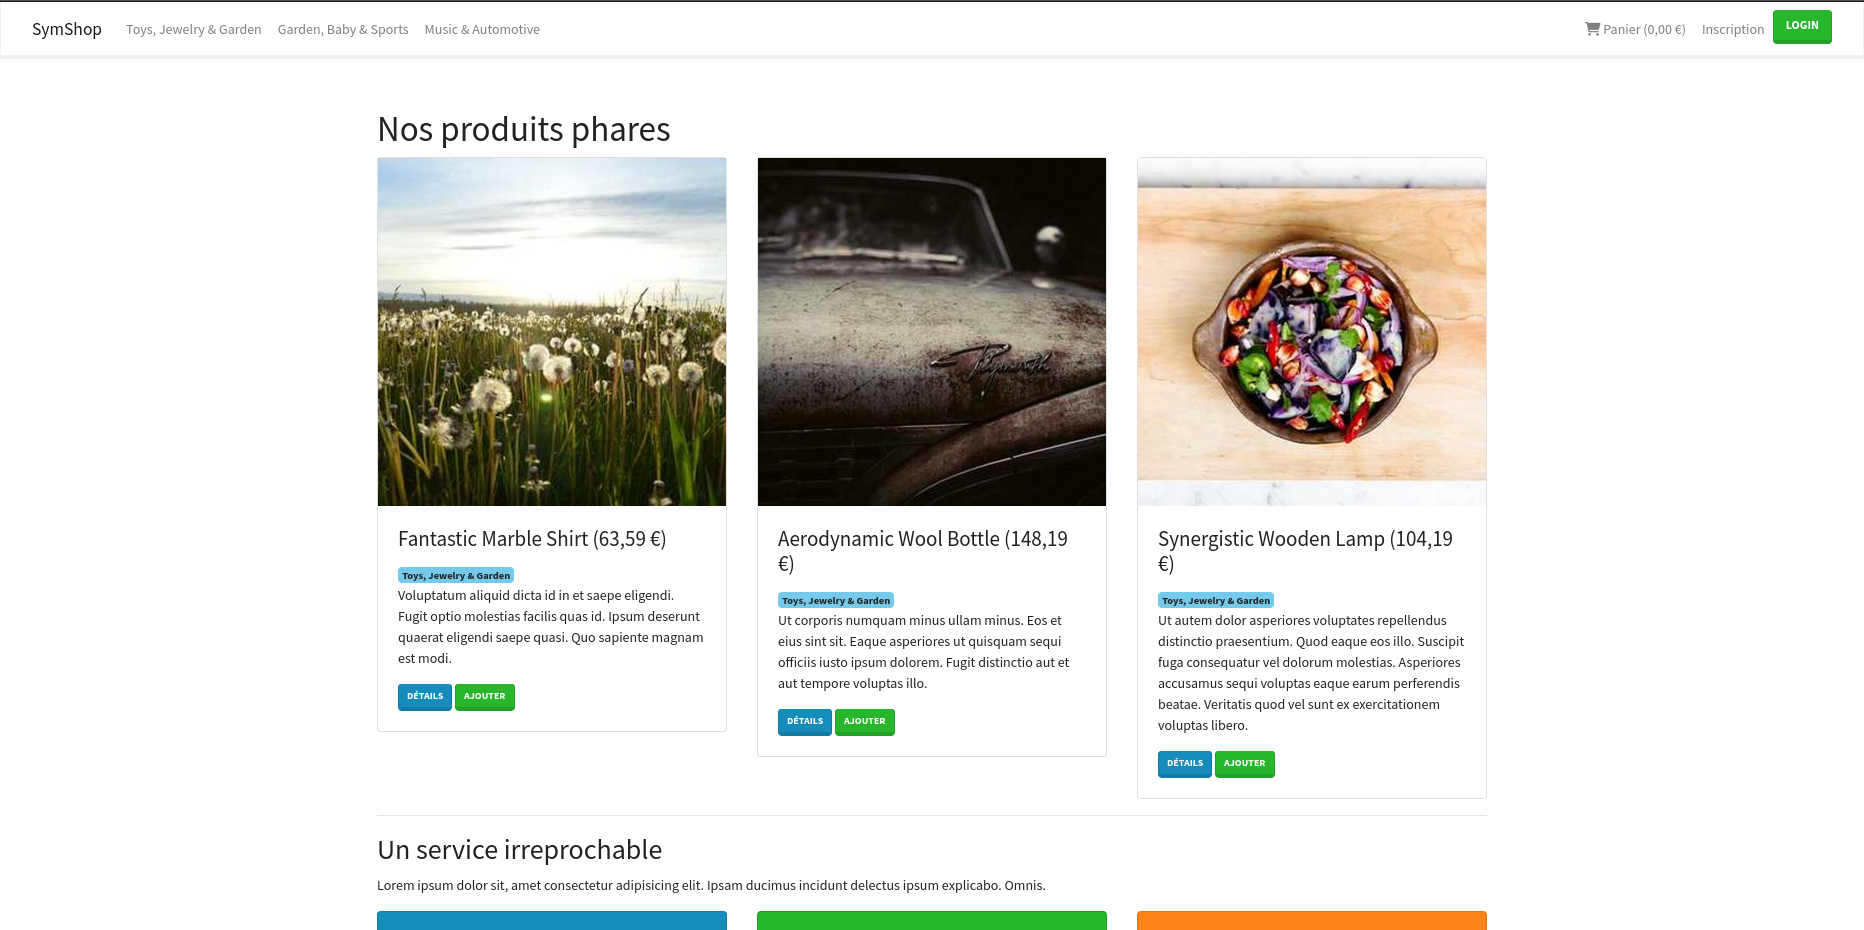 SymShop
Toys, Jewelry & Garden
Garden, Baby & Sports
Music & Automotive
Panier (0,00 €)
Inscription
LOGIN
Nos produits phares
Plymouth
Fantastic Marble Shirt (63,59 €)
Toys, Jewelry & Garden
Voluptatum aliquid dicta id in et saepe eligendi.
Fugit optio molestias facilis quas id. Ipsum deserunt
quaerat eligendi saepe quasi. Quo sapiente magnam
est modi.
DÉTAILS
AJOUTER
Aerodynamic Wool Bottle (148,19
€)
Toys, Jewelry & Garden
Ut corporis numquam minus ullam minus. Eos et
eius sint sit. Eaque asperiores ut quisquam sequi
officiis iusto ipsum dolorem. Fugit distinctio aut et
aut tempore voluptas illo.
DÉTAILS
AJOUTER
Synergistic Wooden Lamp (104,19
€)
Toys, Jewelry & Garden
Ut autem dolor asperiores voluptates repellendus
distinctio praesentium. Quod eaque eos illo. Suscipit
fuga consequatur vel dolorum molestias. Asperiores
accusamus sequi voluptas eaque earum perferendis
beatae. Veritatis quod vel sunt ex exercitationem
voluptas libero.
DÉTAILS
AJOUTER
Un service irreprochable
Lorem ipsum dolor sit, amet consectetur adipisicing elit. Ipsam ducimus incidunt delectus ipsum explicabo. Omnis.